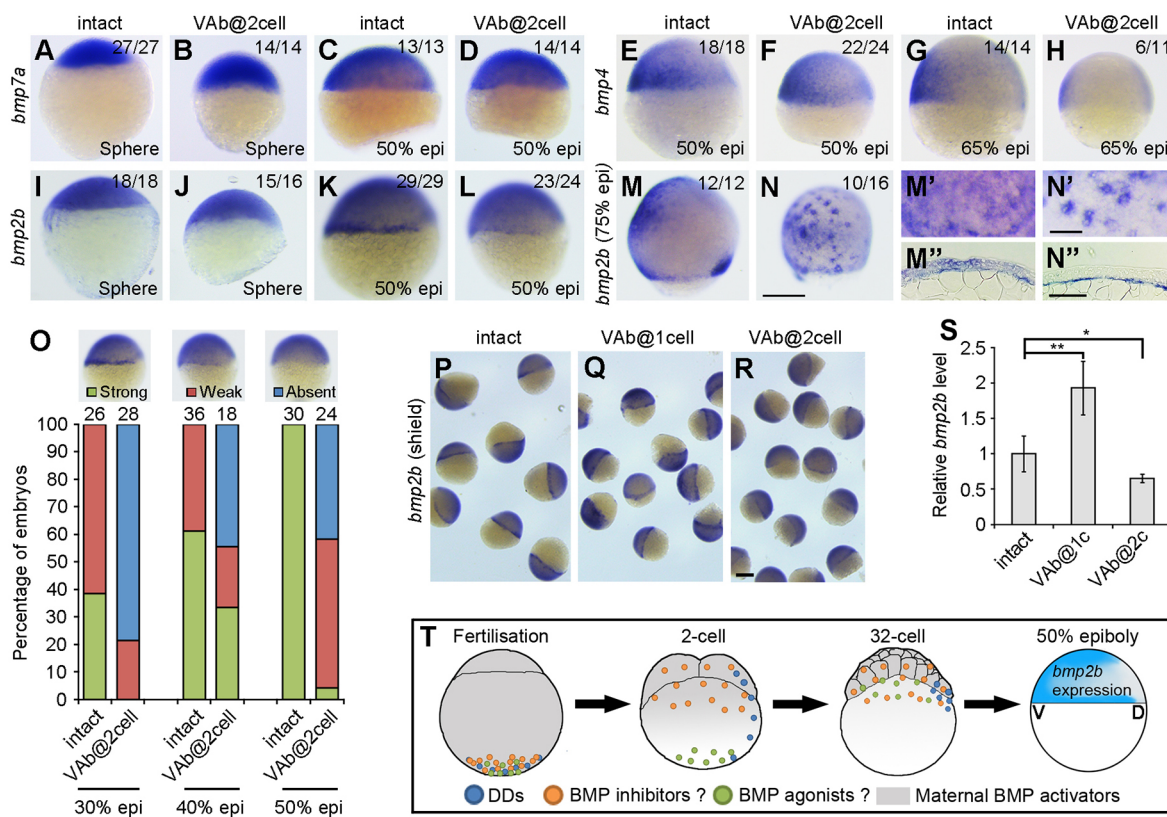 intact VAb@2cell intact VAb@2cell intact VAb@2cell intact VAb@2cell
bmp7a
A 27/27 Sphere
B 14/14 Sphere
C 13/13 50% epi
D 14/14 50% epi
bmp4
E 18/18 50% epi
F 22/24 50% epi
G 14/14 65% epi
H 6/11 65% epi
bmp2b
I 18/18 Sphere
J 15/16 Sphere
K 29/29 50% epi
L 23/24 50% epi
bmp2b (75% epi)
M 12/12
N 10/16
M'
N'
M"
N"
O
Strong Weak Absent
26 28 36 18 30 24
Percentage of embryos
100
90
80
70
60
50
40
30
20
10
0
intact VAb@2cell intact VAb@2cell intact VAb@2cell
30% epi 40% epi 50% epi
intact VAb@1cell VAb@2cell
bmp2b (shield)
P Q R
S
Relative bmp2b level
* 
**
2.5
2
1.5
1
0.5
0
intact VAb@1c VAb@2c
T
Fertilisation 2-cell 32-cell 50% epiboly
bmp2b
expression
V D
DDs BMP inhibitors ? BMP agonists ? Maternal BMP activators